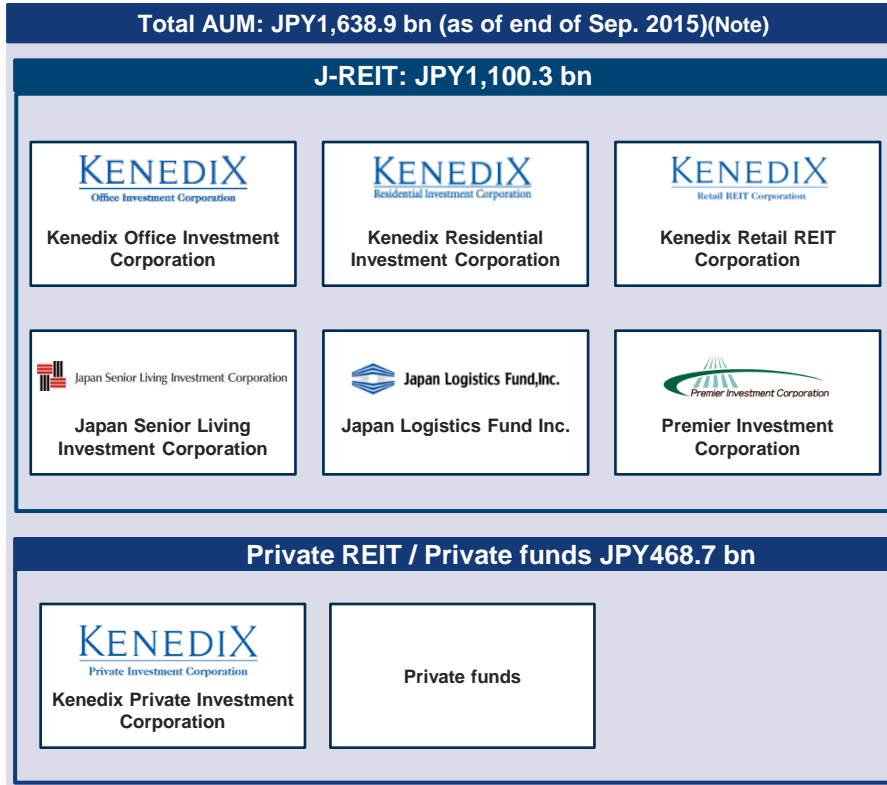 Total AUM: JPY1,638.9 bn (as of end of Sep. 2015)(Note)
J-REIT: JPY1,100.3 bn
KENEDIX
Office Investment Corporation
Kenedix Office Investment
Corporation
KENEDIX
Residential Investment Corporation
Kenedix Residential
Investment Corporation
KENEDIX
Retail REIT Corporation
Kenedix Retail REIT
Corporation
Japan Senior Living Investment Corporation
Japan Senior Living
Investment Corporation
Japan Logistics Fund,Inc.
Japan Logistics Fund Inc.
Premier Investment Corporation
Premier Investment
Corporation
Private REIT / Private funds JPY468.7 bn
KENEDIX
Private Investment Corporation
Kenedix Private Investment
Corporation
Private funds